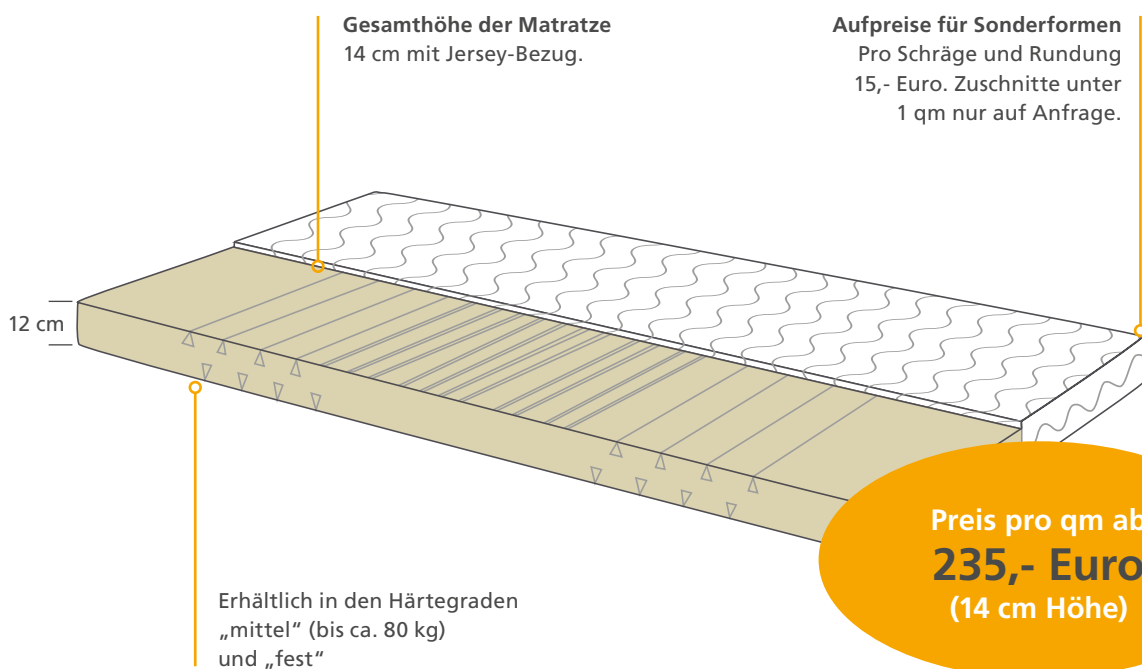 Gesamthöhe der Matratze
14 cm mit Jersey-Bezug.
Aufpreise für Sonderformen
Pro Schräge und Rundung
15,- Euro. Zuschnitte unter
1 qm nur auf Anfrage.
12 cm
Preis pro qm ab
235,- Euro
(14 cm Höhe)
Erhältlich in den Härtegraden
„mittel“ (bis ca. 80 kg)
und „fest“